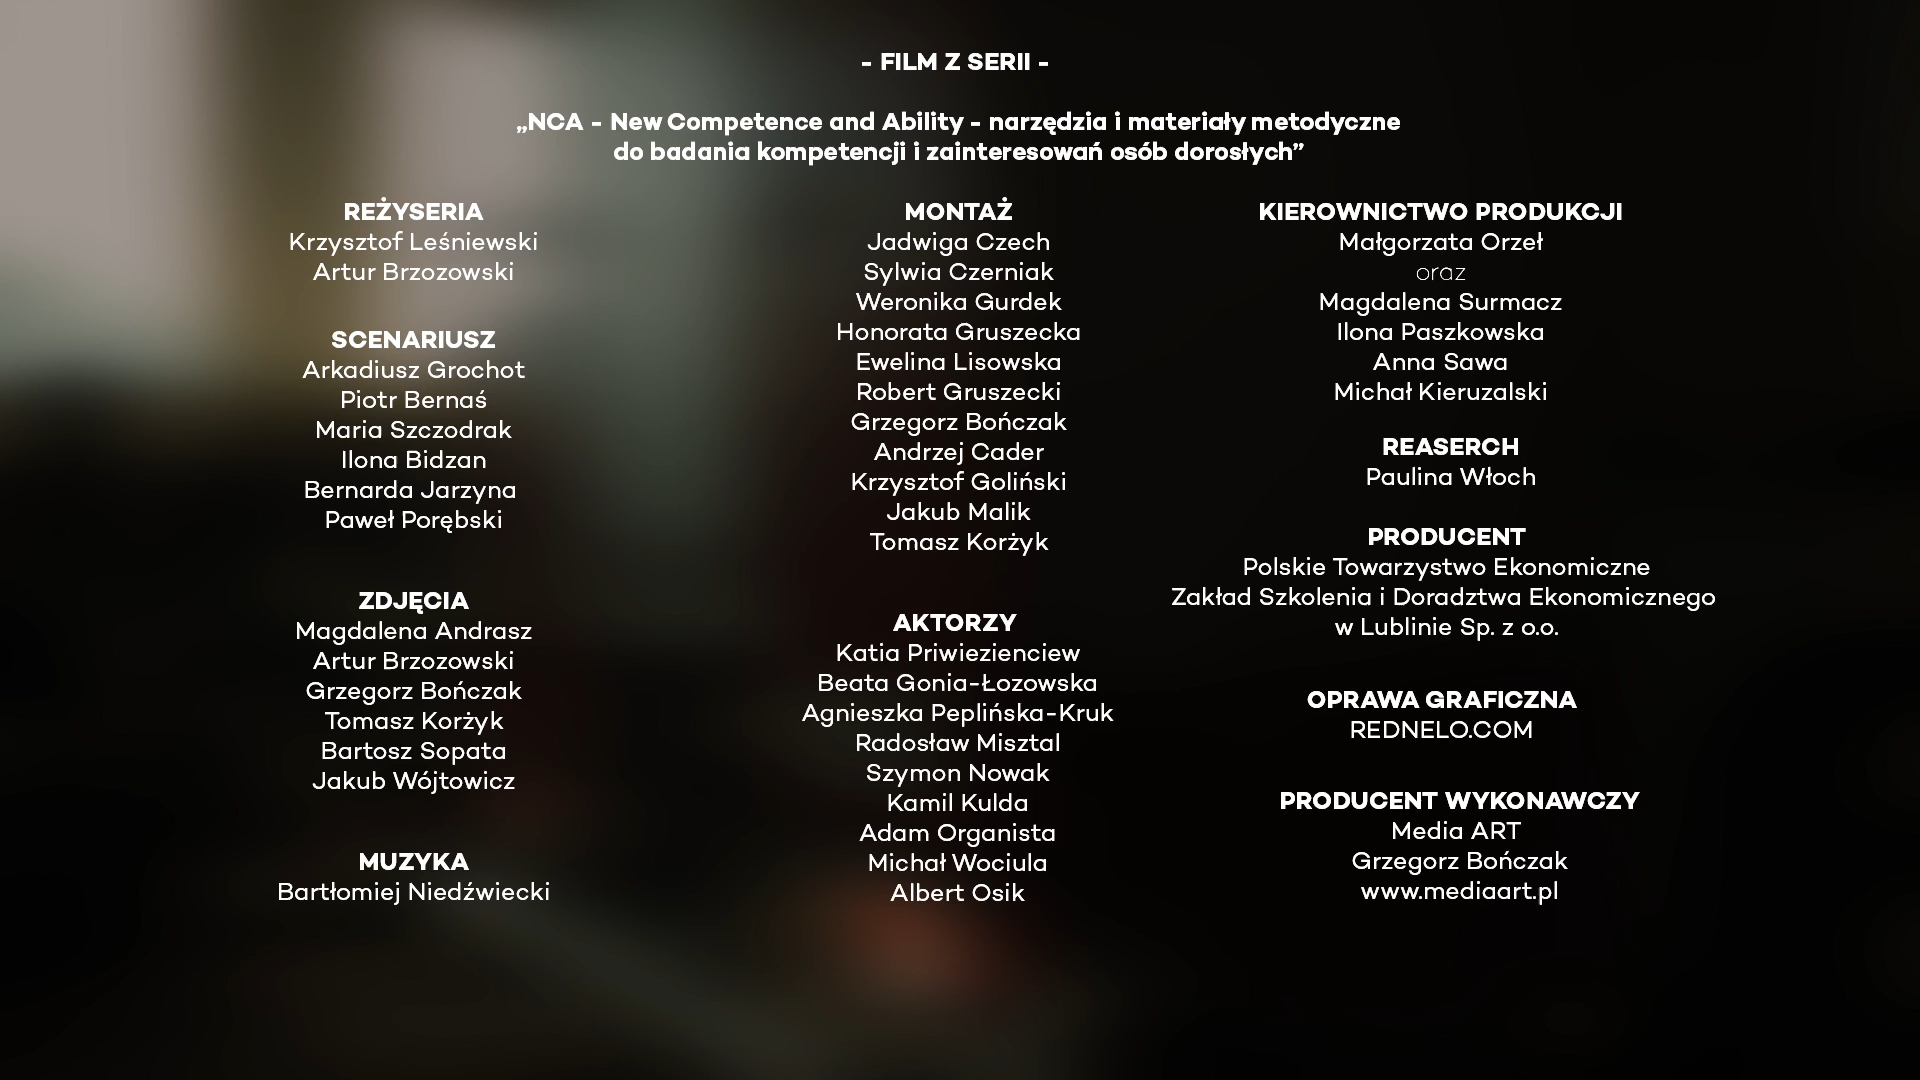 - FILM Z SERII -
„NCA - New Competence and Ability - narzędzia i materiały metodyczne
do badania kompetencji i zainteresowań osób dorosłych”
REŻYSERIA
Krzysztof Leśniewski
Artur Brzozowski
SCENARIUSZ
Arkadiusz Grochot
Piotr Bernaś
Maria Szczodrak
Ilona Bidzan
Bernarda Jarzyna
Paweł Porębski
ZDJĘCIA
Magdalena Andrasz
Artur Brzozowski
Grzegorz Bończak
Tomasz Korżyk
Bartosz Sopata
Jakub Wójtowicz
MUZYKA
Bartłomiej Niedźwiecki
MONTAŻ
Jadwiga Czech
Sylwia Czerniak
Weronika Gurdek
Honorata Gruszecka
Ewelina Lisowska
Robert Gruszecki
Grzegorz Bończak
Andrzej Cader
Krzysztof Goliński
Jakub Malik
Tomasz Korżyk
AKTORZY
Katia Priwiezienciew
Beata Gonia-Łozowska
Agnieszka Peplińska-Kruk
Radosław Misztal
Szymon Nowak
Kamil Kulda
Adam Organista
Michał Wociula
Albert Osik
KIEROWNICTWO PRODUKCJI
Małgorzata Orzeł
oraz
Magdalena Surmacz
Ilona Paszkowska
Anna Sawa
Michał Kieruzalski
REASERCH
Paulina Włoch
PRODUCENT
Polskie Towarzystwo Ekonomiczne
Zakład Szkolenia i Doradztwa Ekonomicznego
w Lublinie Sp. z o.o.
OPRAWA GRAFICZNA
REDNELO.COM
PRODUCENT WYKONAWCZY
Media ART
Grzegorz Bończak
www.mediaart.pl